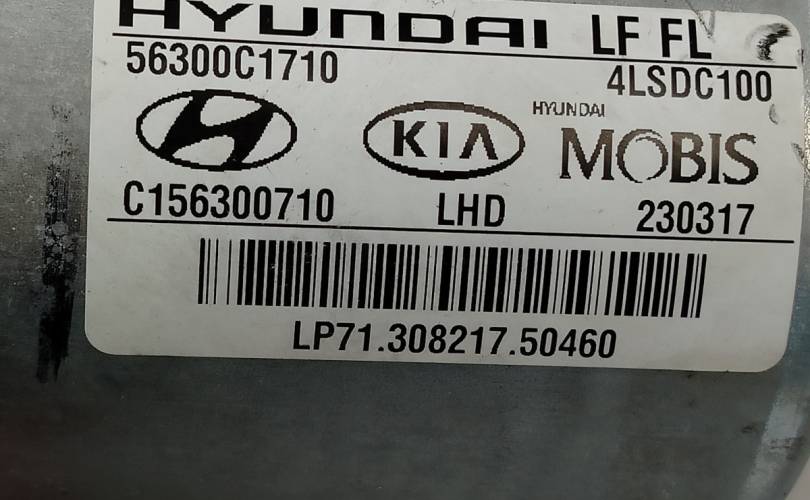 HYUNDAI LF FL
56300C1710 4LSDC100
KIA HYUNDAI MOBIS
C156300710 LHD 230317
LP71.308217.50460